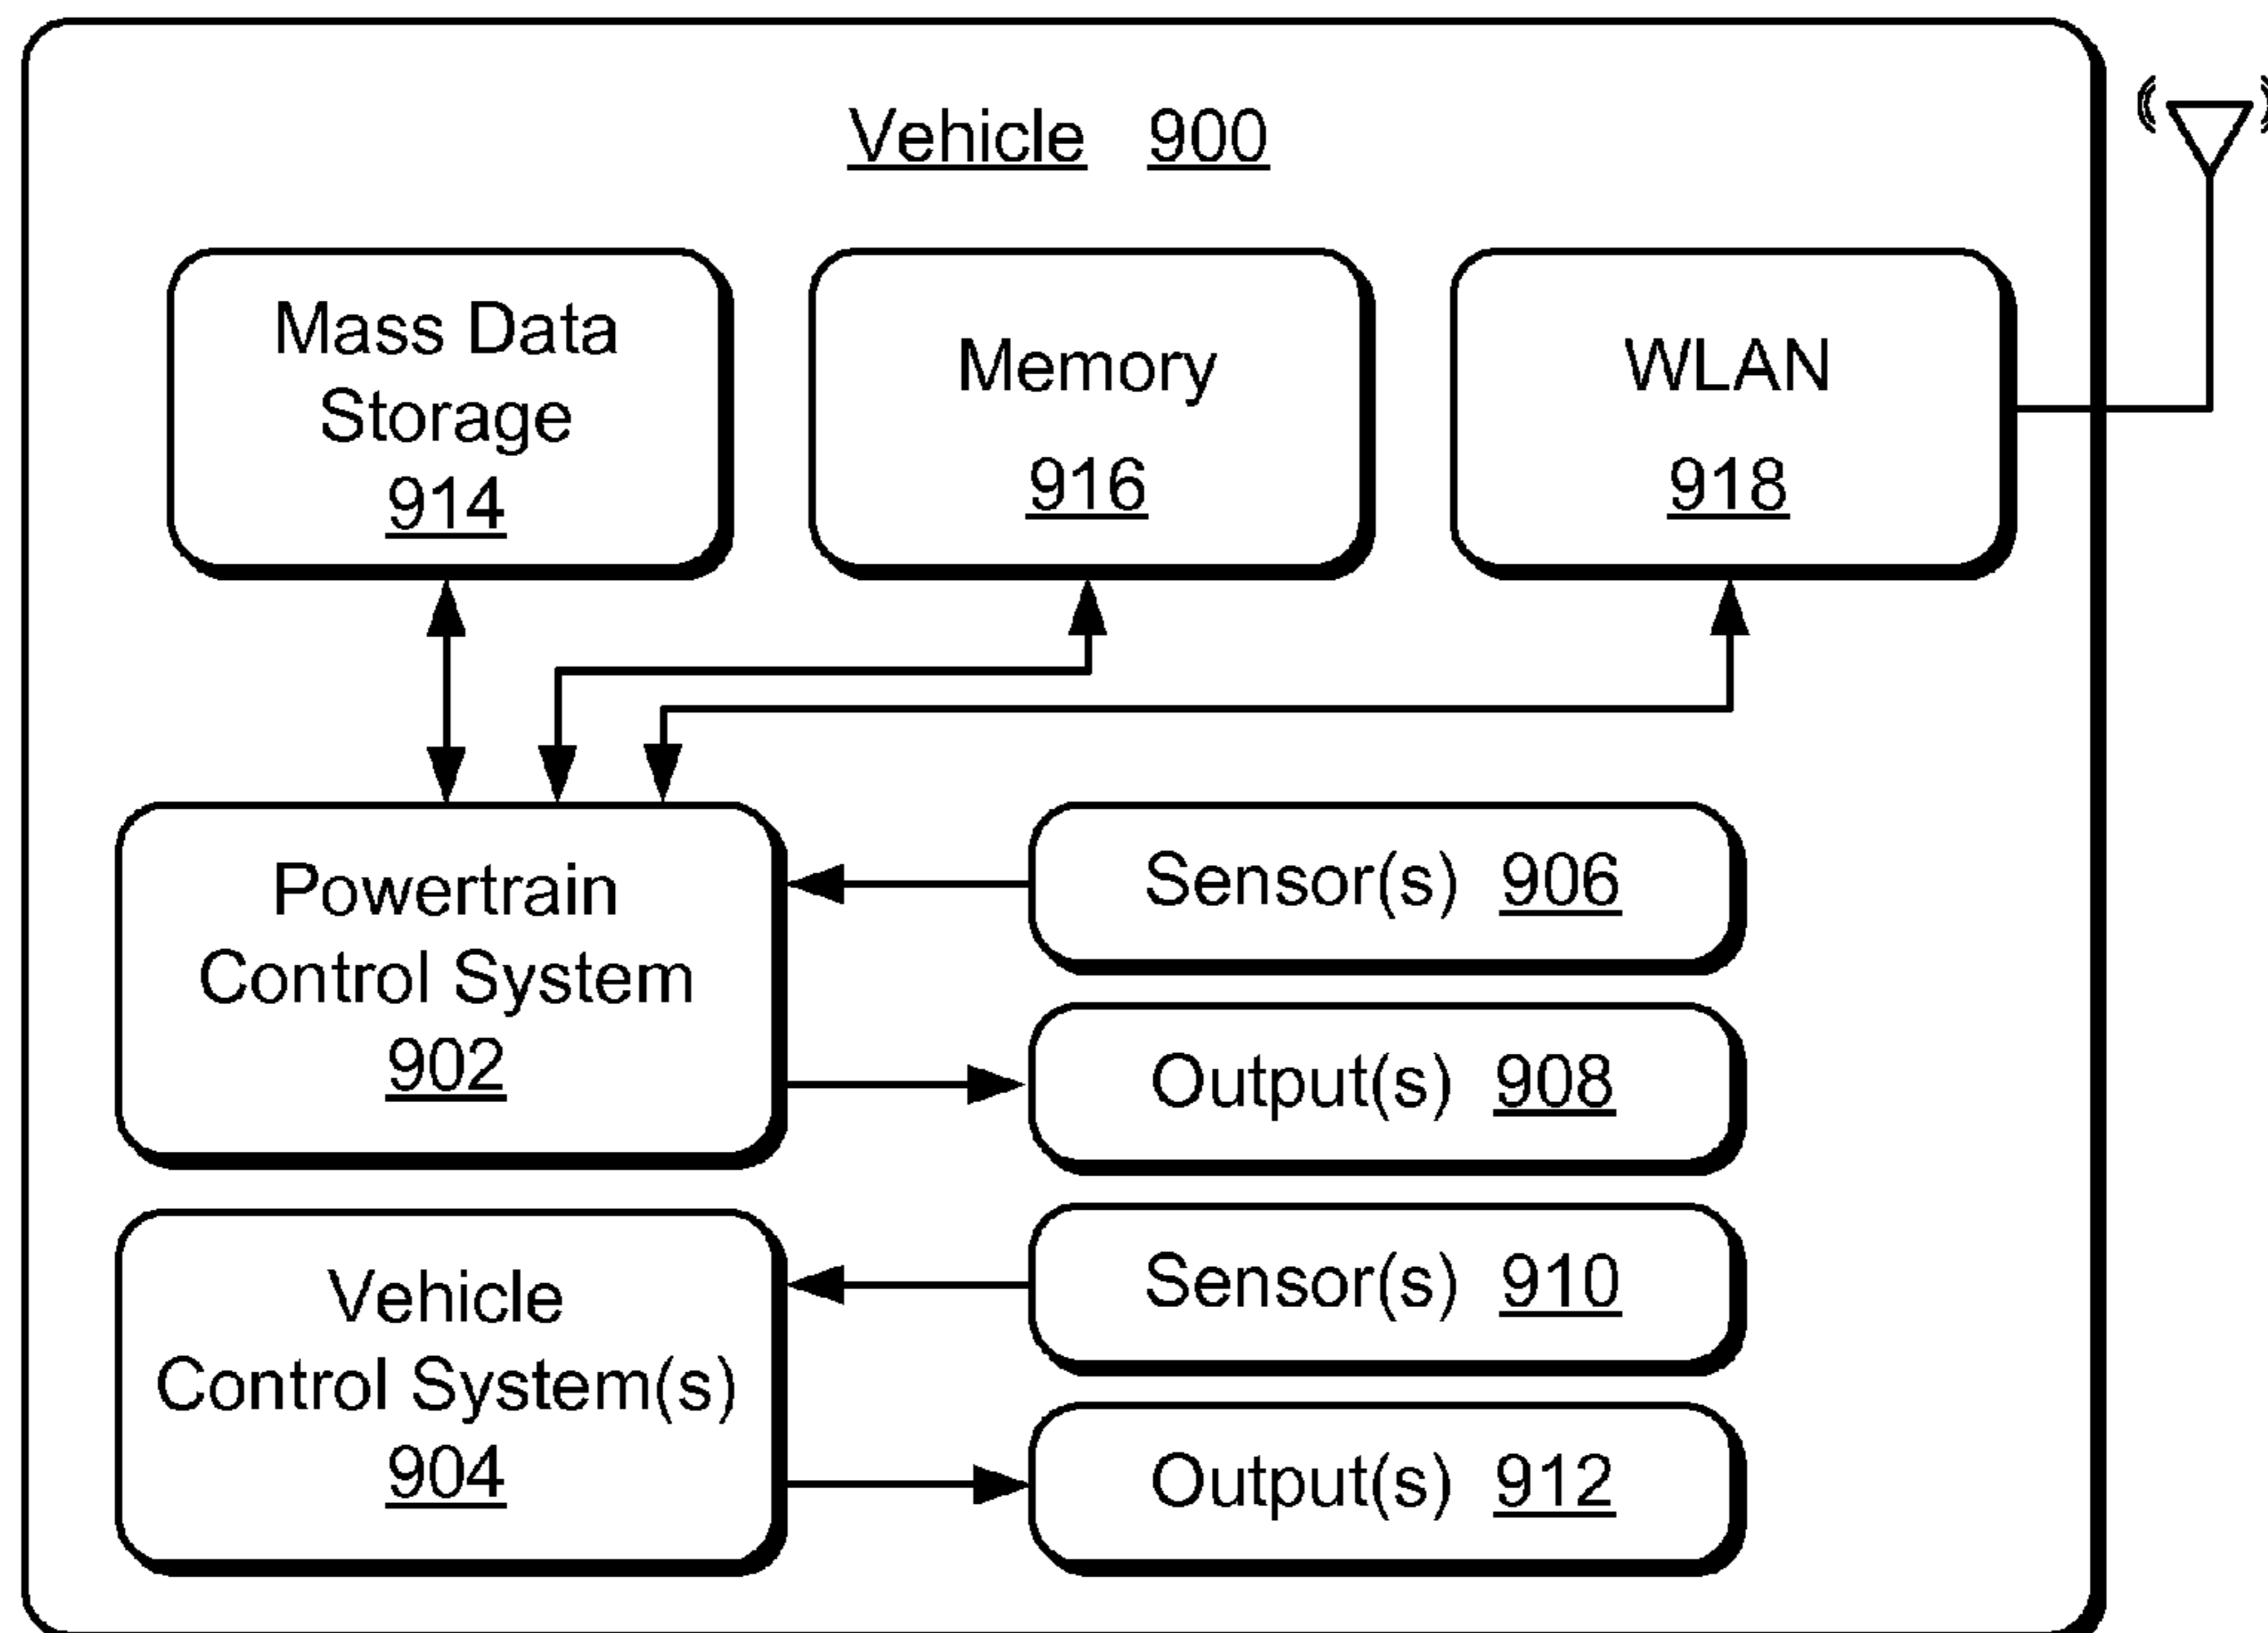 Vehicle 900
Mass Data
Storage
914
Memory
916
WLAN
918
Powertrain
Control System
902
Sensor(s) 906
Output(s) 908
Vehicle
Control System(s)
904
Sensor(s) 910
Output(s) 912